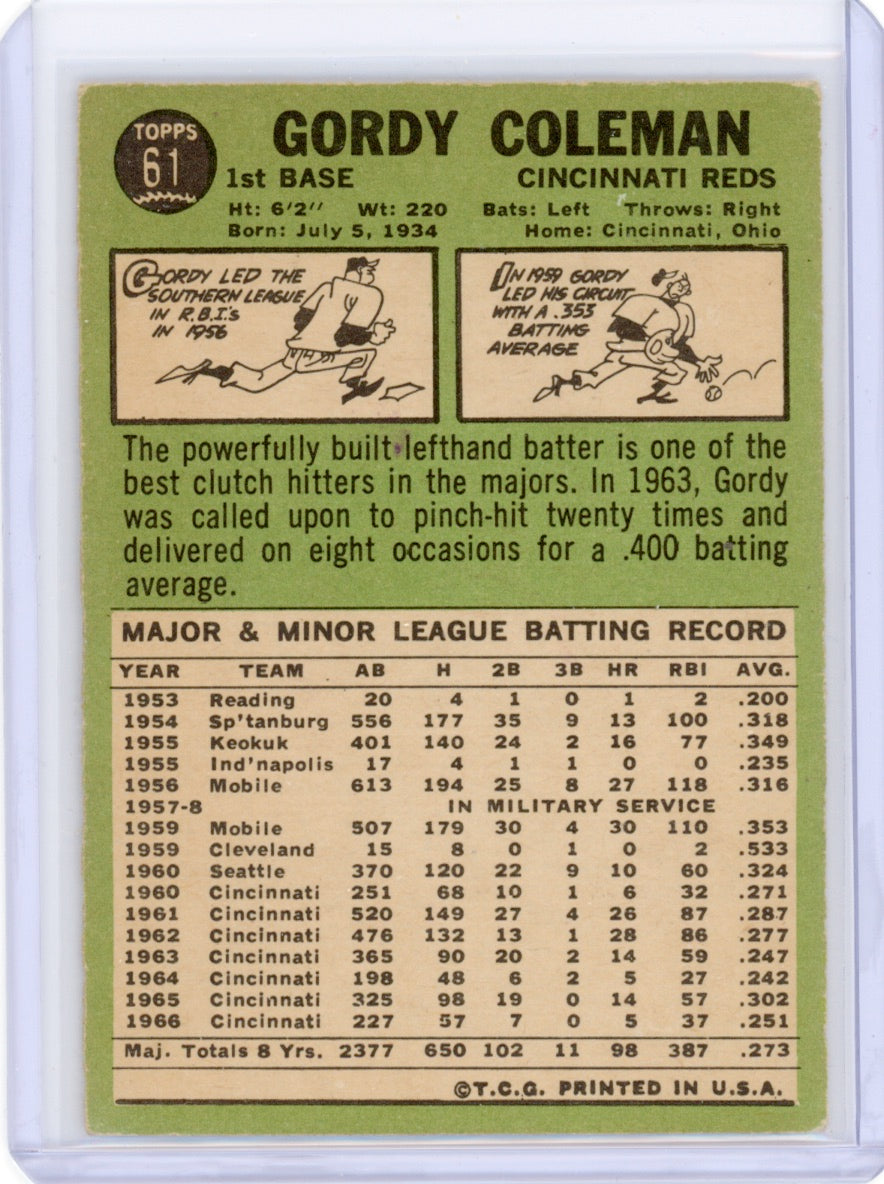 TOPPS
61
GORDY COLEMAN
1st BASE CINCINNATI REDS
Ht: 6'2" Wt: 220 Bats: Left Throws: Right
Born: July 5, 1934 Home: Cincinnati, Ohio
GORDY LED THE
SOUTHERN LEAGUE
IN R.B.I.'s
IN 1956
IN 1959 GORDY
LED HIS CIRCUIT
WITH A .353
BATTING
AVERAGE
The powerfully built lefthand batter is one of the
best clutch hitters in the majors. In 1963, Gordy
was called upon to pinch-hit twenty times and
delivered on eight occasions for a .400 batting
average.
MAJOR & MINOR LEAGUE BATTING RECORD
YEAR TEAM AB H 2B 3B HR RBI AVG.
1953 Reading 20 4 1 0 1 2 .200
1954 Sp'tanburg 556 177 35 9 13 100 .318
1955 Keokuk 401 140 24 2 16 77 .349
1955 Ind'napolis 17 4 1 1 0 0 .235
1956 Mobile 613 194 25 8 27 118 .316
1957-8 IN MILITARY SERVICE
1959 Mobile 507 179 30 4 30 110 .353
1959 Cleveland 15 8 0 1 0 2 .533
1960 Seattle 370 120 22 9 10 60 .324
1960 Cincinnati 251 68 10 1 6 32 .271
1961 Cincinnati 520 149 27 4 26 87 .287
1962 Cincinnati 476 132 13 1 28 86 .277
1963 Cincinnati 365 90 20 2 14 59 .247
1964 Cincinnati 198 48 6 2 5 27 .242
1965 Cincinnati 325 98 19 0 14 57 .302
1966 Cincinnati 227 57 7 0 5 37 .251
Maj. Totals 8 Yrs. 2377 650 102 11 98 387 .273
©T.C.G. PRINTED IN U.S.A.